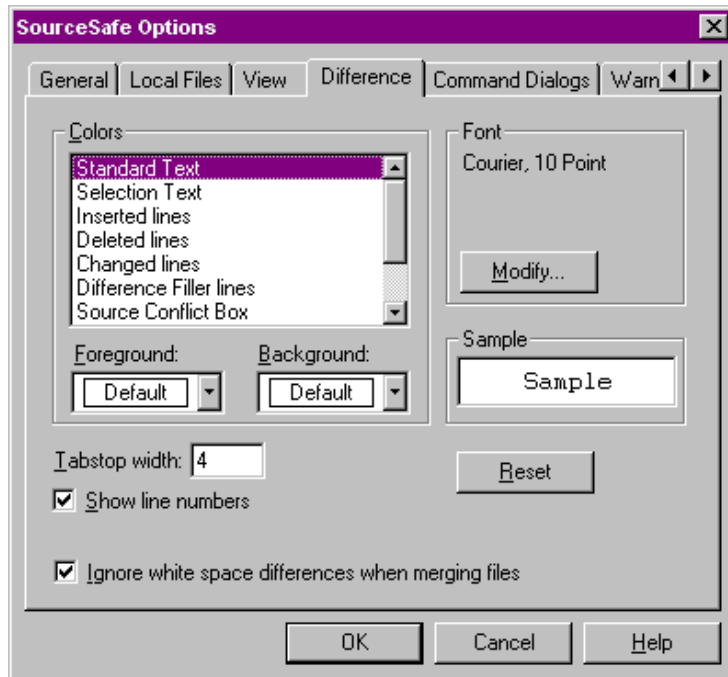 SourceSafe Options
General
Local Files
View
Difference
Command Dialogs
Warn
Colors
Standard Text
Selection Text
Inserted lines
Deleted lines
Changed lines
Difference Filler lines
Source Conflict Box
Foreground:
Background:
Default
Default
Font
Courier, 10 Point
Modify...
Sample
Sample
Tabstop width: 4
Reset
Show line numbers
Ignore white space differences when merging files
OK
Cancel
Help